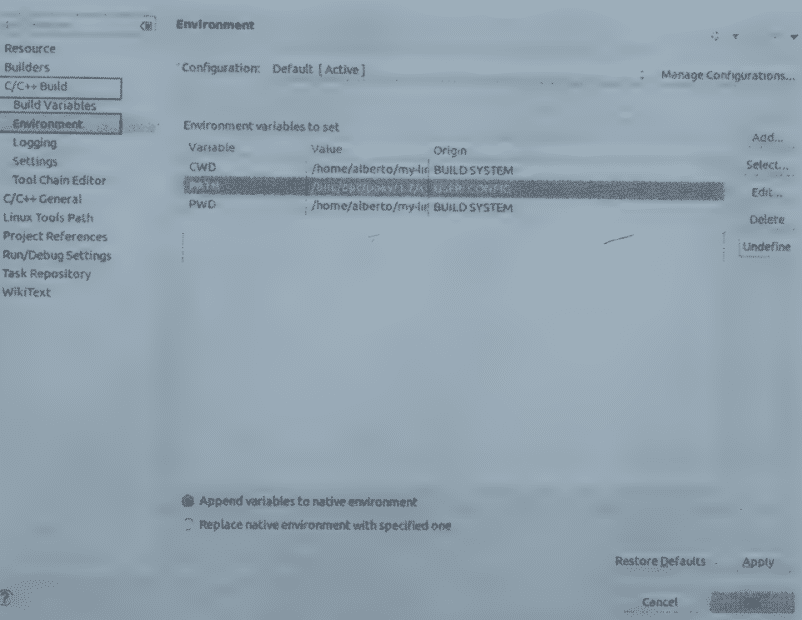 Environment
Resource
Builders
C/C++ Build
Build Variables
Environment
Logging
Settings
Tool Chain Editor
C/C++ General
Linux Tools Path
Project References
Run/Debug Settings
Task Repository
WikiText
Configuration: Default [ Active ]
Manage Configurations...
Environment variables to set
Variable Value Origin
CWD /home/alberto/my-lin BUILD SYSTEM
PATH USER: CONFIG
PWD /home/alberto/my-lin BUILD SYSTEM
Add...
Select...
Edit...
Delete
Undefine
Append variables to native environment
Replace native environment with specified one
Restore Defaults Apply
Cancel